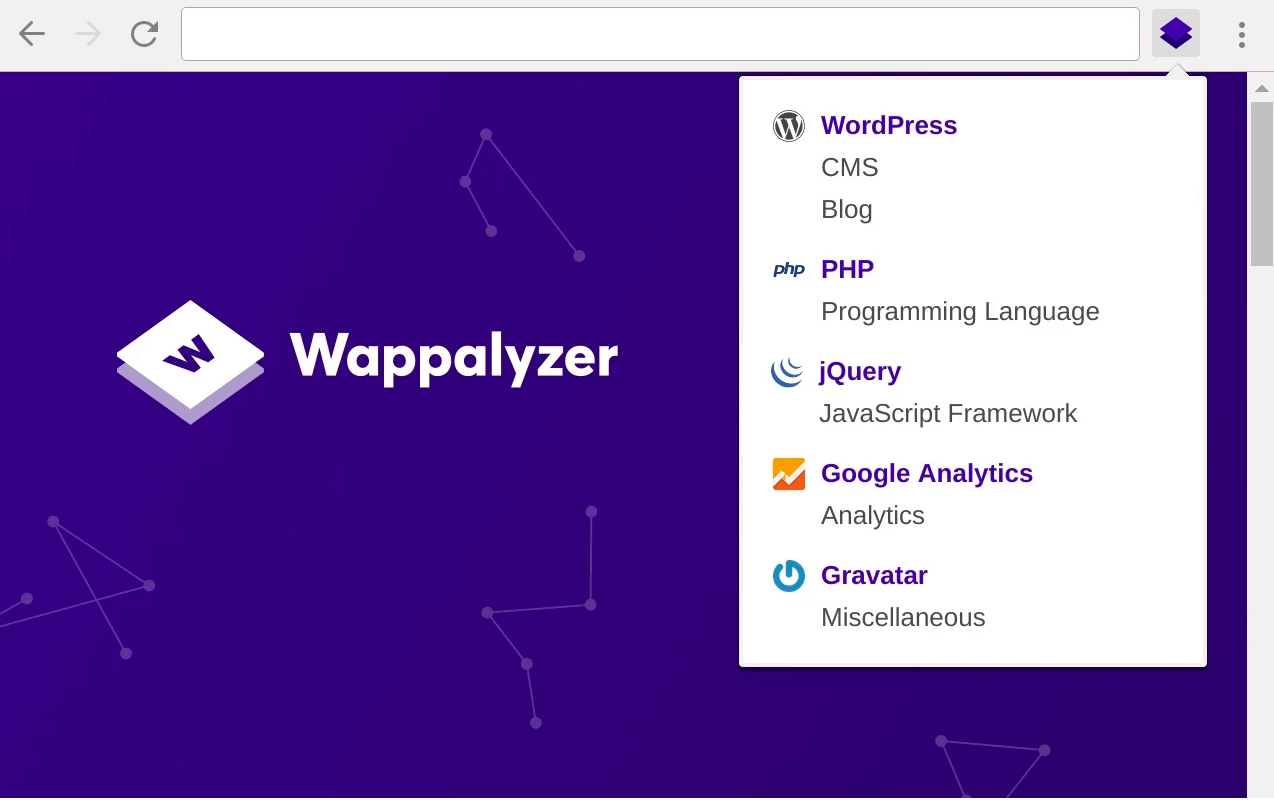 W Wappalyzer
WordPress
CMS
Blog
php PHP
Programming Language
jQuery
JavaScript Framework
Google Analytics
Analytics
Gravatar
Miscellaneous